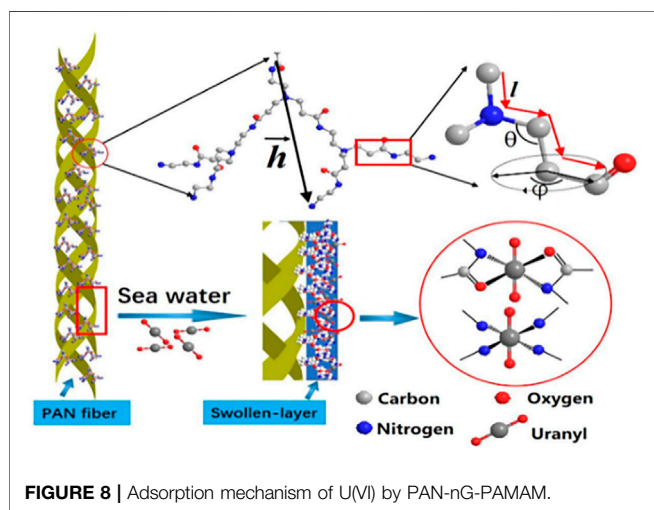 h
l
θ
φ
Sea water
PAN fiber
Swollen-layer
Carbon
Oxygen
Nitrogen
Uranyl
FIGURE 8 | Adsorption mechanism of U(VI) by PAN-nG-PAMAM.